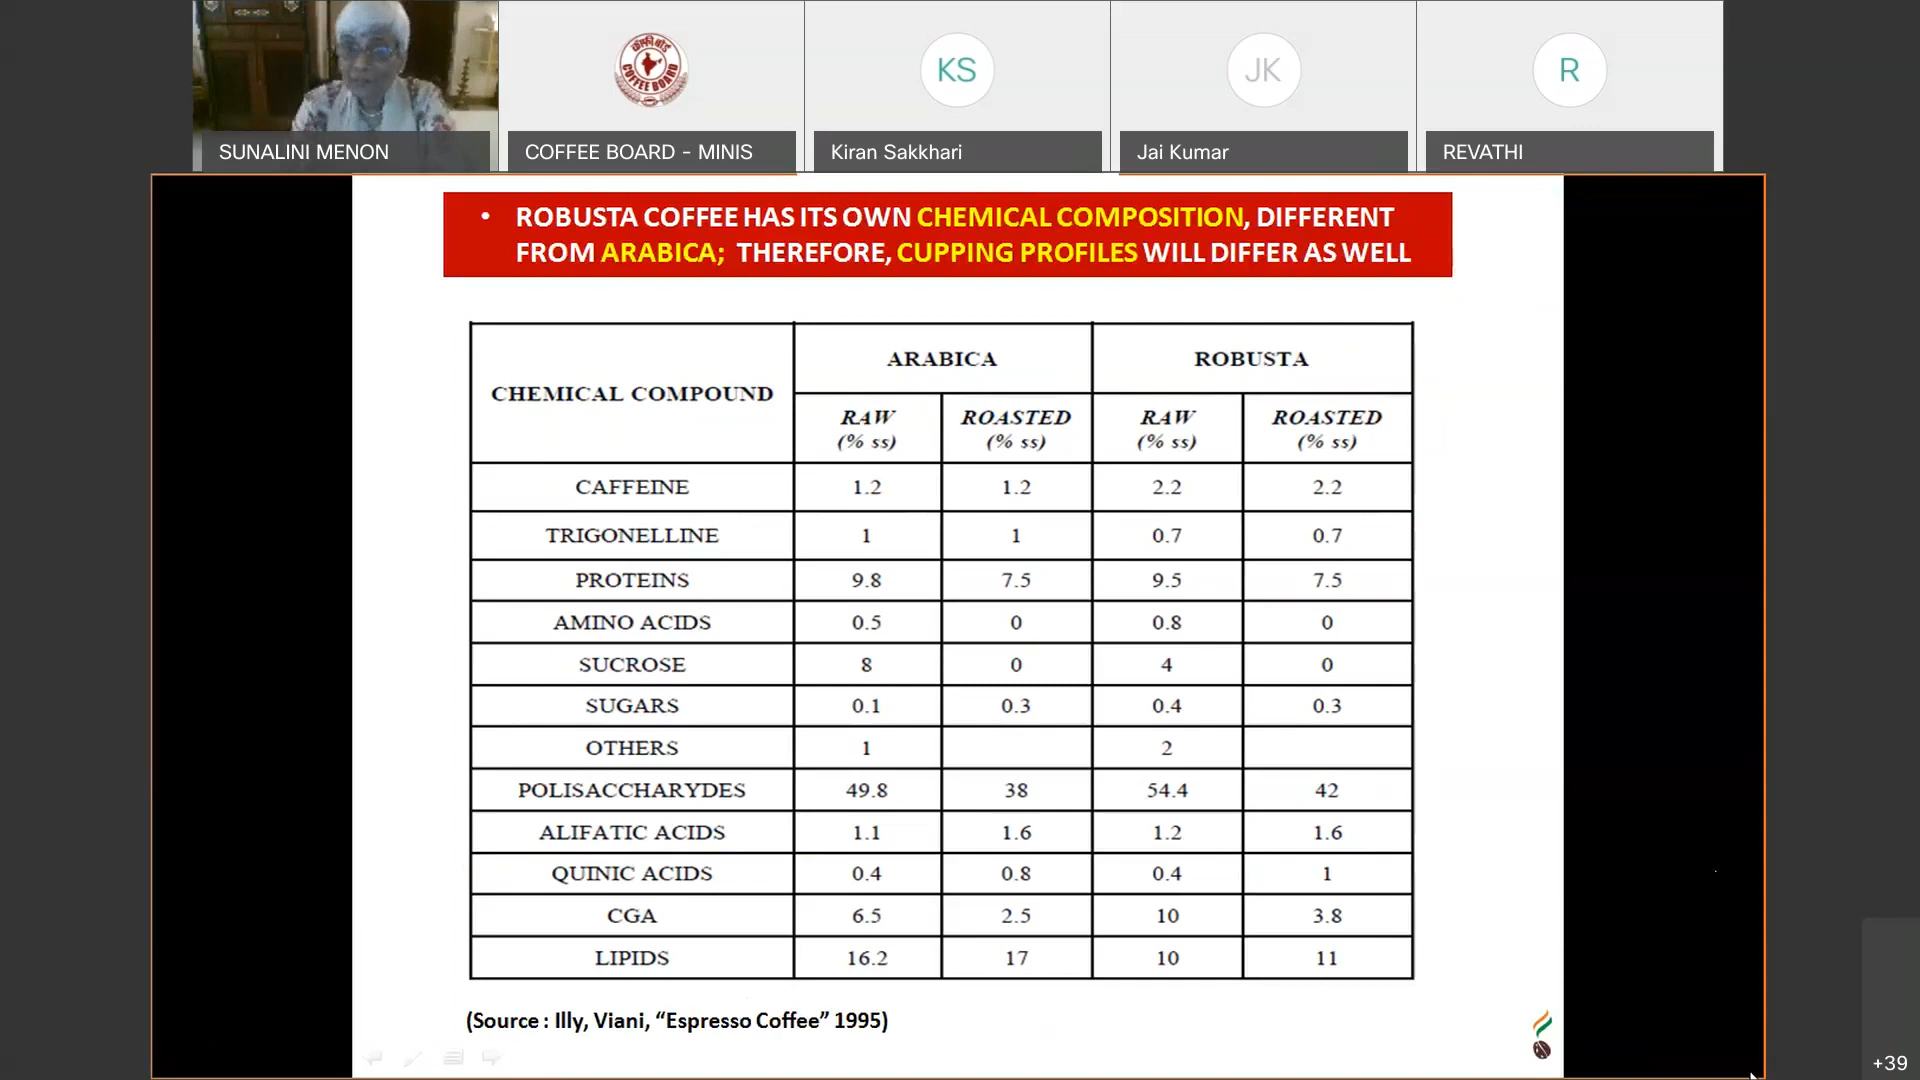 कॉफी बोर्ड
COFFEE BOARD
KS
JK
R
SUNALINI MENON
COFFEE BOARD - MINIS
Kiran Sakkhari
Jai Kumar
REVATHI
• ROBUSTA COFFEE HAS ITS OWN CHEMICAL COMPOSITION, DIFFERENT
FROM ARABICA; THEREFORE, CUPPING PROFILES WILL DIFFER AS WELL
CHEMICAL COMPOUND ARABICA ROBUSTA
RAW ROASTED RAW ROASTED
(% ss) (% ss) (% ss) (% ss)
CAFFEINE 1.2 1.2 2.2 2.2
TRIGONELLINE 1 1 0.7 0.7
PROTEINS 9.8 7.5 9.5 7.5
AMINO ACIDS 0.5 0 0.8 0
SUCROSE 8 0 4 0
SUGARS 0.1 0.3 0.4 0.3
OTHERS 1 2
POLISACCHARYDES 49.8 38 54.4 42
ALIFATIC ACIDS 1.1 1.6 1.2 1.6
QUINIC ACIDS 0.4 0.8 0.4 1
CGA 6.5 2.5 10 3.8
LIPIDS 16.2 17 10 11
(Source : Illy, Viani, “Espresso Coffee” 1995)
+39